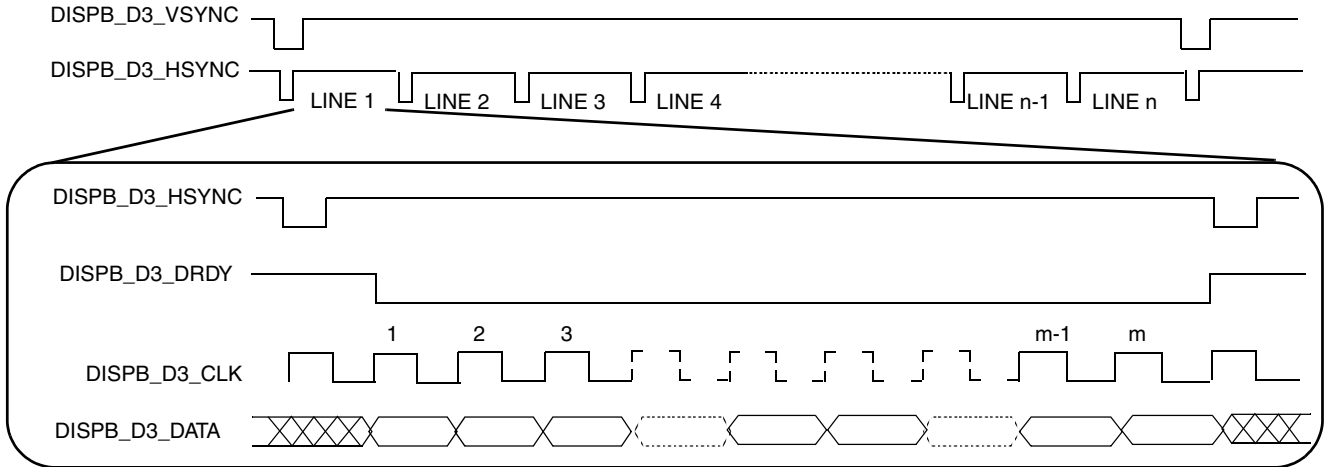 DISPB_D3_VSYNC
DISPB_D3_HSYNC
LINE 1 LINE 2 LINE 3 LINE 4 LINE n-1 LINE n
DISPB_D3_HSYNC
DISPB_D3_DRDY
1 2 3 m-1 m
DISPB_D3_CLK
DISPB_D3_DATA